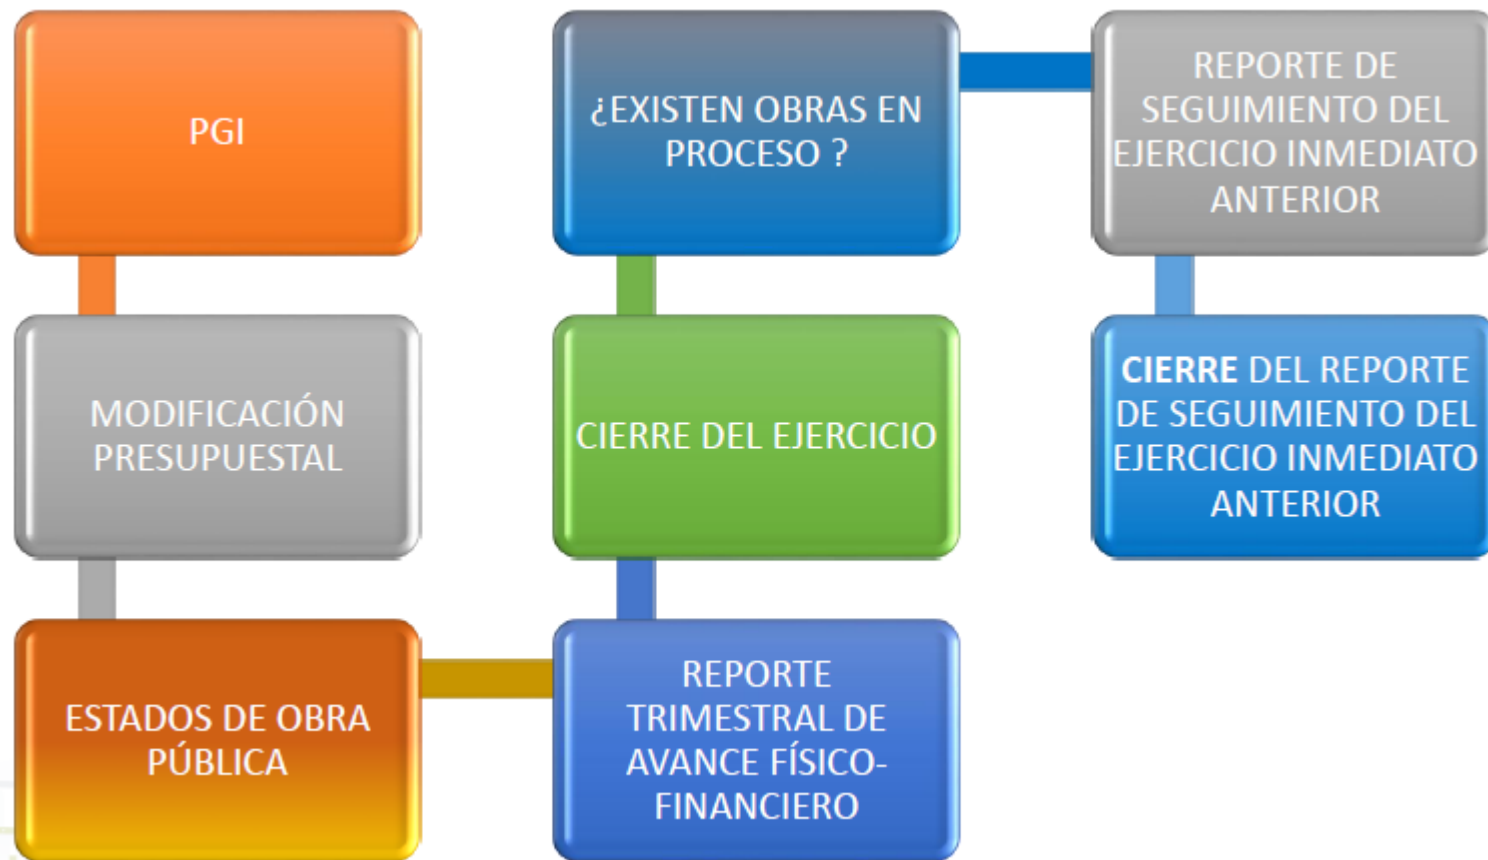 PGI
MODIFICACIÓN
PRESUPUESTAL
ESTADOS DE OBRA
PÚBLICA
REPORTE
TRIMESTRAL DE
AVANCE FÍSICO-
FINANCIERO
CIERRE DEL EJERCICIO
¿EXISTEN OBRAS EN
PROCESO ?
REPORTE DE
SEGUIMIENTO DEL
EJERCICIO INMEDIATO
ANTERIOR
CIERRE DEL REPORTE
DE SEGUIMIENTO DEL
EJERCICIO INMEDIATO
ANTERIOR